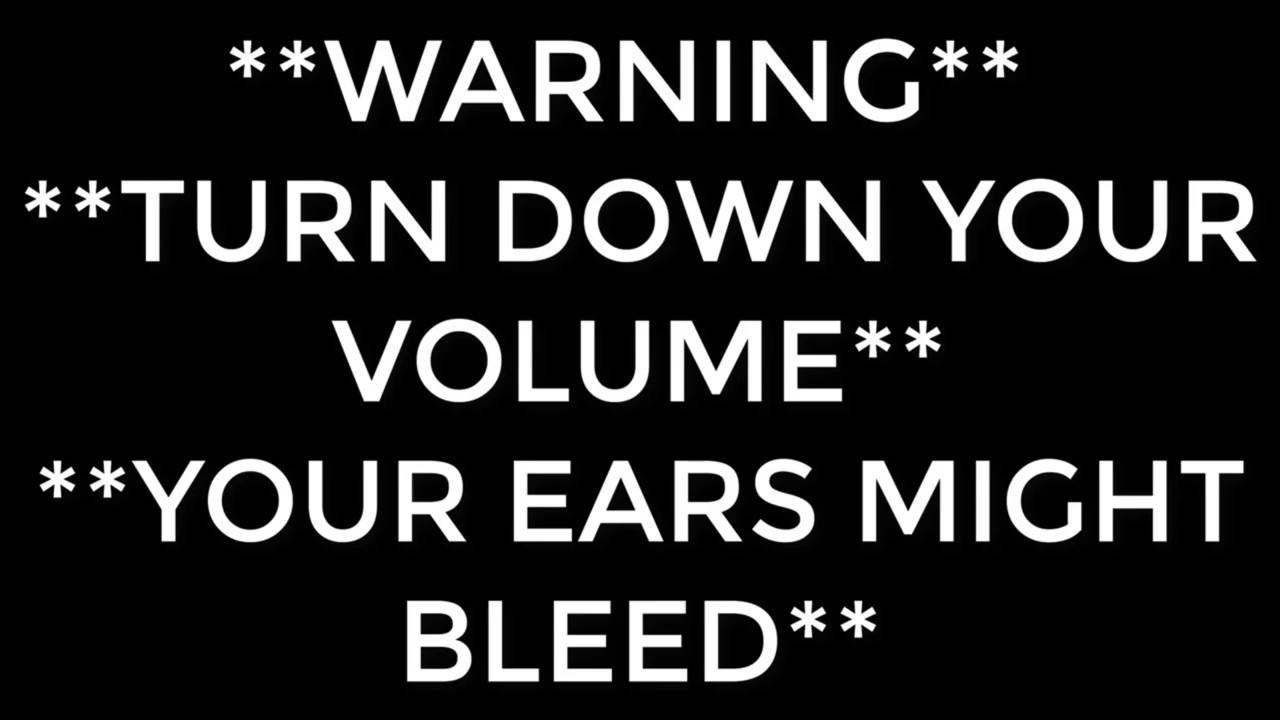 **WARNING**
**TURN DOWN YOUR
VOLUME**
**YOUR EARS MIGHT
BLEED**